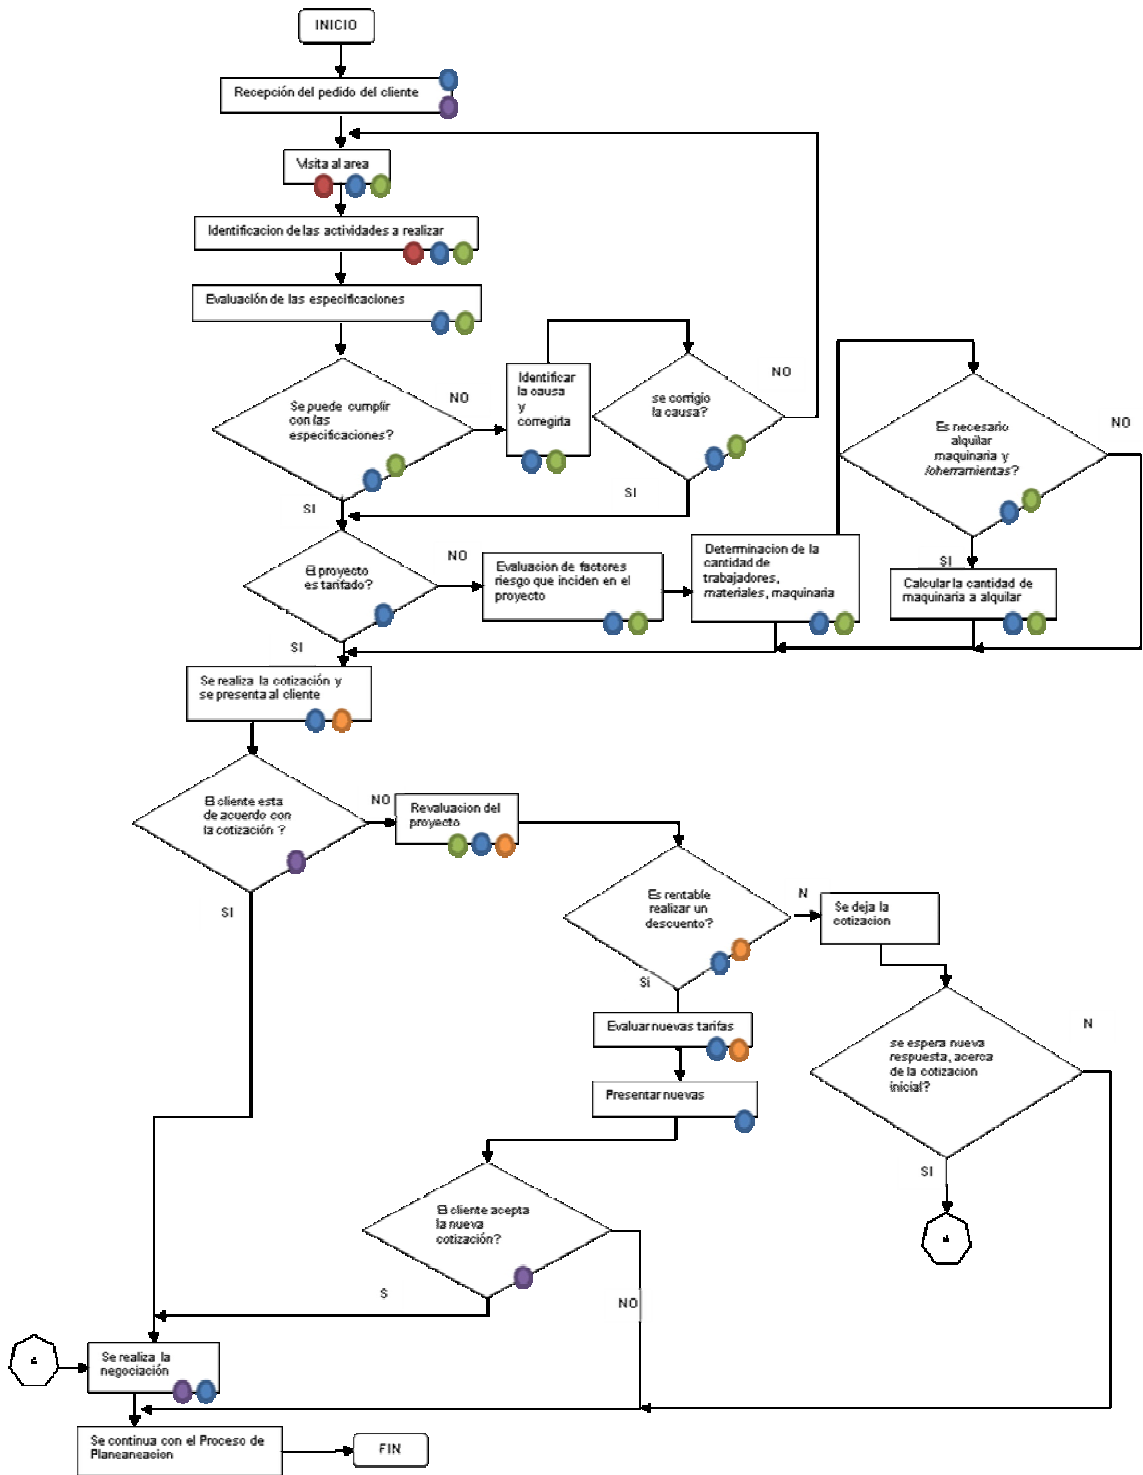 INICIO
Recepción del pedido del cliente
Visita al area
Identificacion de las actividades a realizar
Evaluación de las especificaciones
Se puede cumplir
con las
especificaciones?
NO
SI
Identificar
la causa
y
corregirla
se corrigio
la causa?
NO
SI
Es necesario
alquilar
maquinaria y
/oherramientas?
NO
SI
El proyecto
es tarifado?
NO
SI
Evaluacion de factores
riesgo que inciden en el
proyecto
Determinacion de la
cantidad de
trabajadores,
materiales, maquinaria
Calcular la cantidad de
maquinaria a alquilar
Se realiza la cotización y
se presenta al cliente
El cliente esta
de acuerdo con
la cotización ?
NO
SI
Revaluacion del
proyecto
Es rentable
realizar un
descuento?
N
Si
Se deja la
cotizacion
Evaluar nuevas tarifas
Presentar nuevas
se espera nueva
respuesta, acerca
de la cotizacion
inicial?
N
SI
El cliente acepta
la nueva
cotización?
S
NO
Se realiza la
negociación
Se continua con el Proceso de
Planeaneacion
FIN